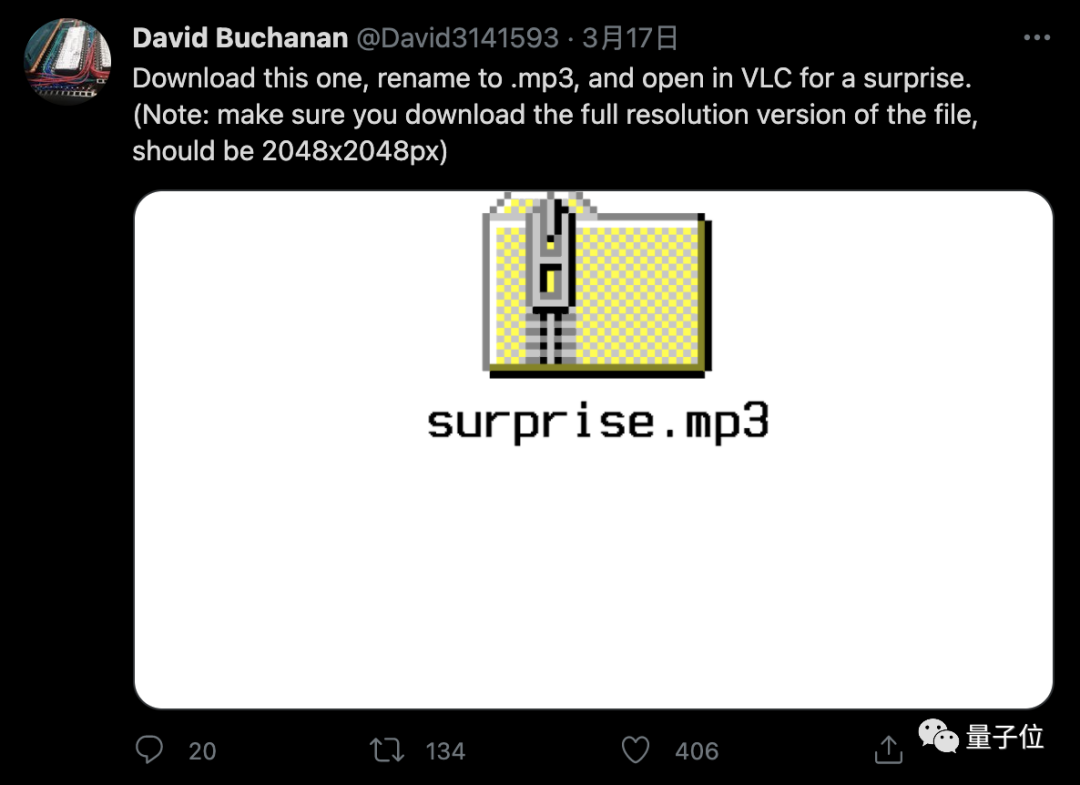 David Buchanan @David3141593 · 3月17日
Download this one, rename to .mp3, and open in VLC for a surprise.
(Note: make sure you download the full resolution version of the file,
should be 2048x2048px)
surprise.mp3
20 134 406
量子位